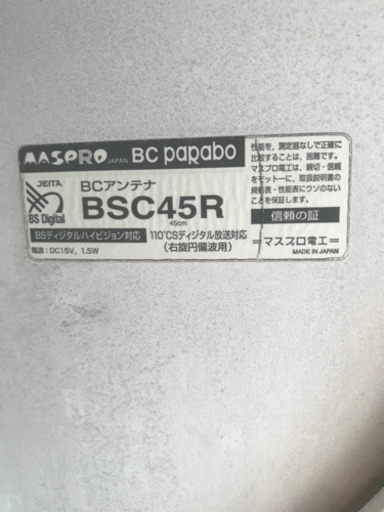 MASPRO JAPAN BC paRabo
JEITA
BS Digital
BCアンテナ
BSC45R
45cm
BSディジタルハイビジョン対応
110°CSディジタル放送対応
電源:DC15V, 1.5W
(右旋円偏波用)
性能を、測定器なしで正確に
比較することは、困難です。
マスプロ電工は、親切・信頼
をモットーに、取扱説明書の
規格表・性能表にウソのない
ことを保証します。
信頼の証
=マスプロ電工=
MADE IN JAPAN